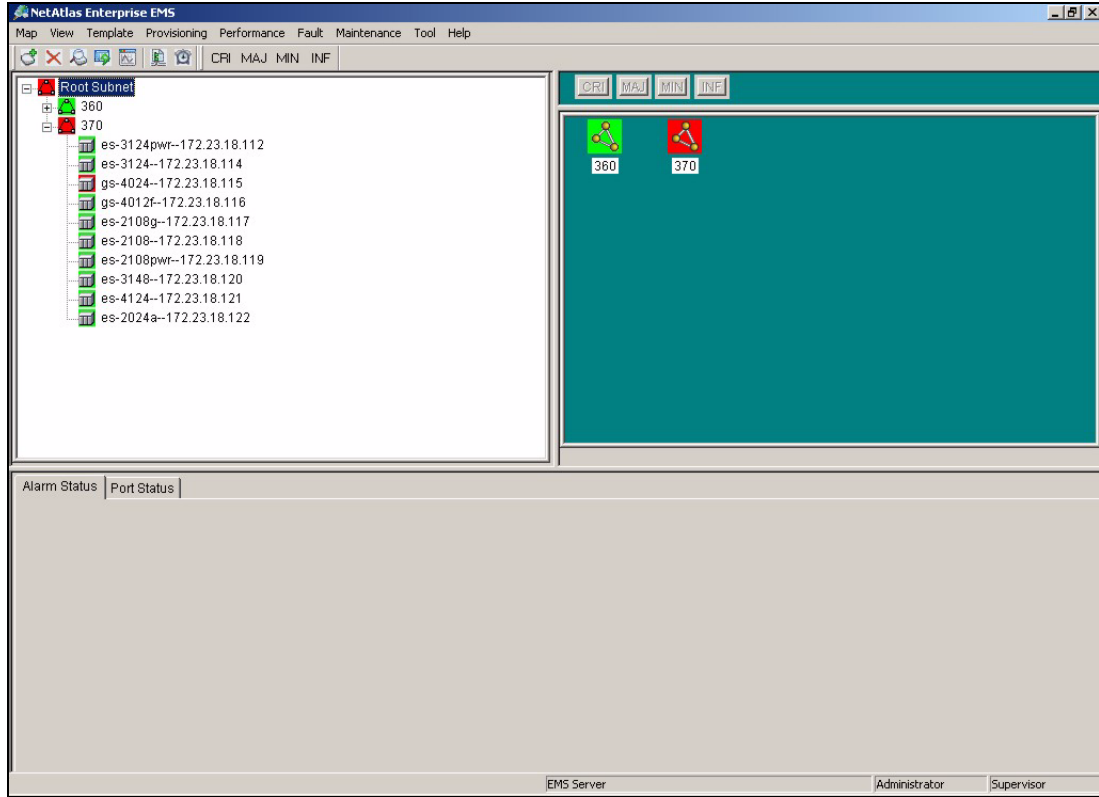 NetAtlas Enterprise EMS
Map View Template Provisioning Performance Fault Maintenance Tool Help
CRI MAJ MIN INF
Root Subnet
360
370
es-3124pwr--172.23.18.112
es-3124--172.23.18.114
gs-4024--172.23.18.115
gs-4012f--172.23.18.116
es-2108g--172.23.18.117
es-2108--172.23.18.118
es-2108pwr--172.23.18.119
es-3148--172.23.18.120
es-4124--172.23.18.121
es-2024a--172.23.18.122
CRI MAJ MIN INF
360 370
Alarm Status Port Status
EMS Server Administrator Supervisor